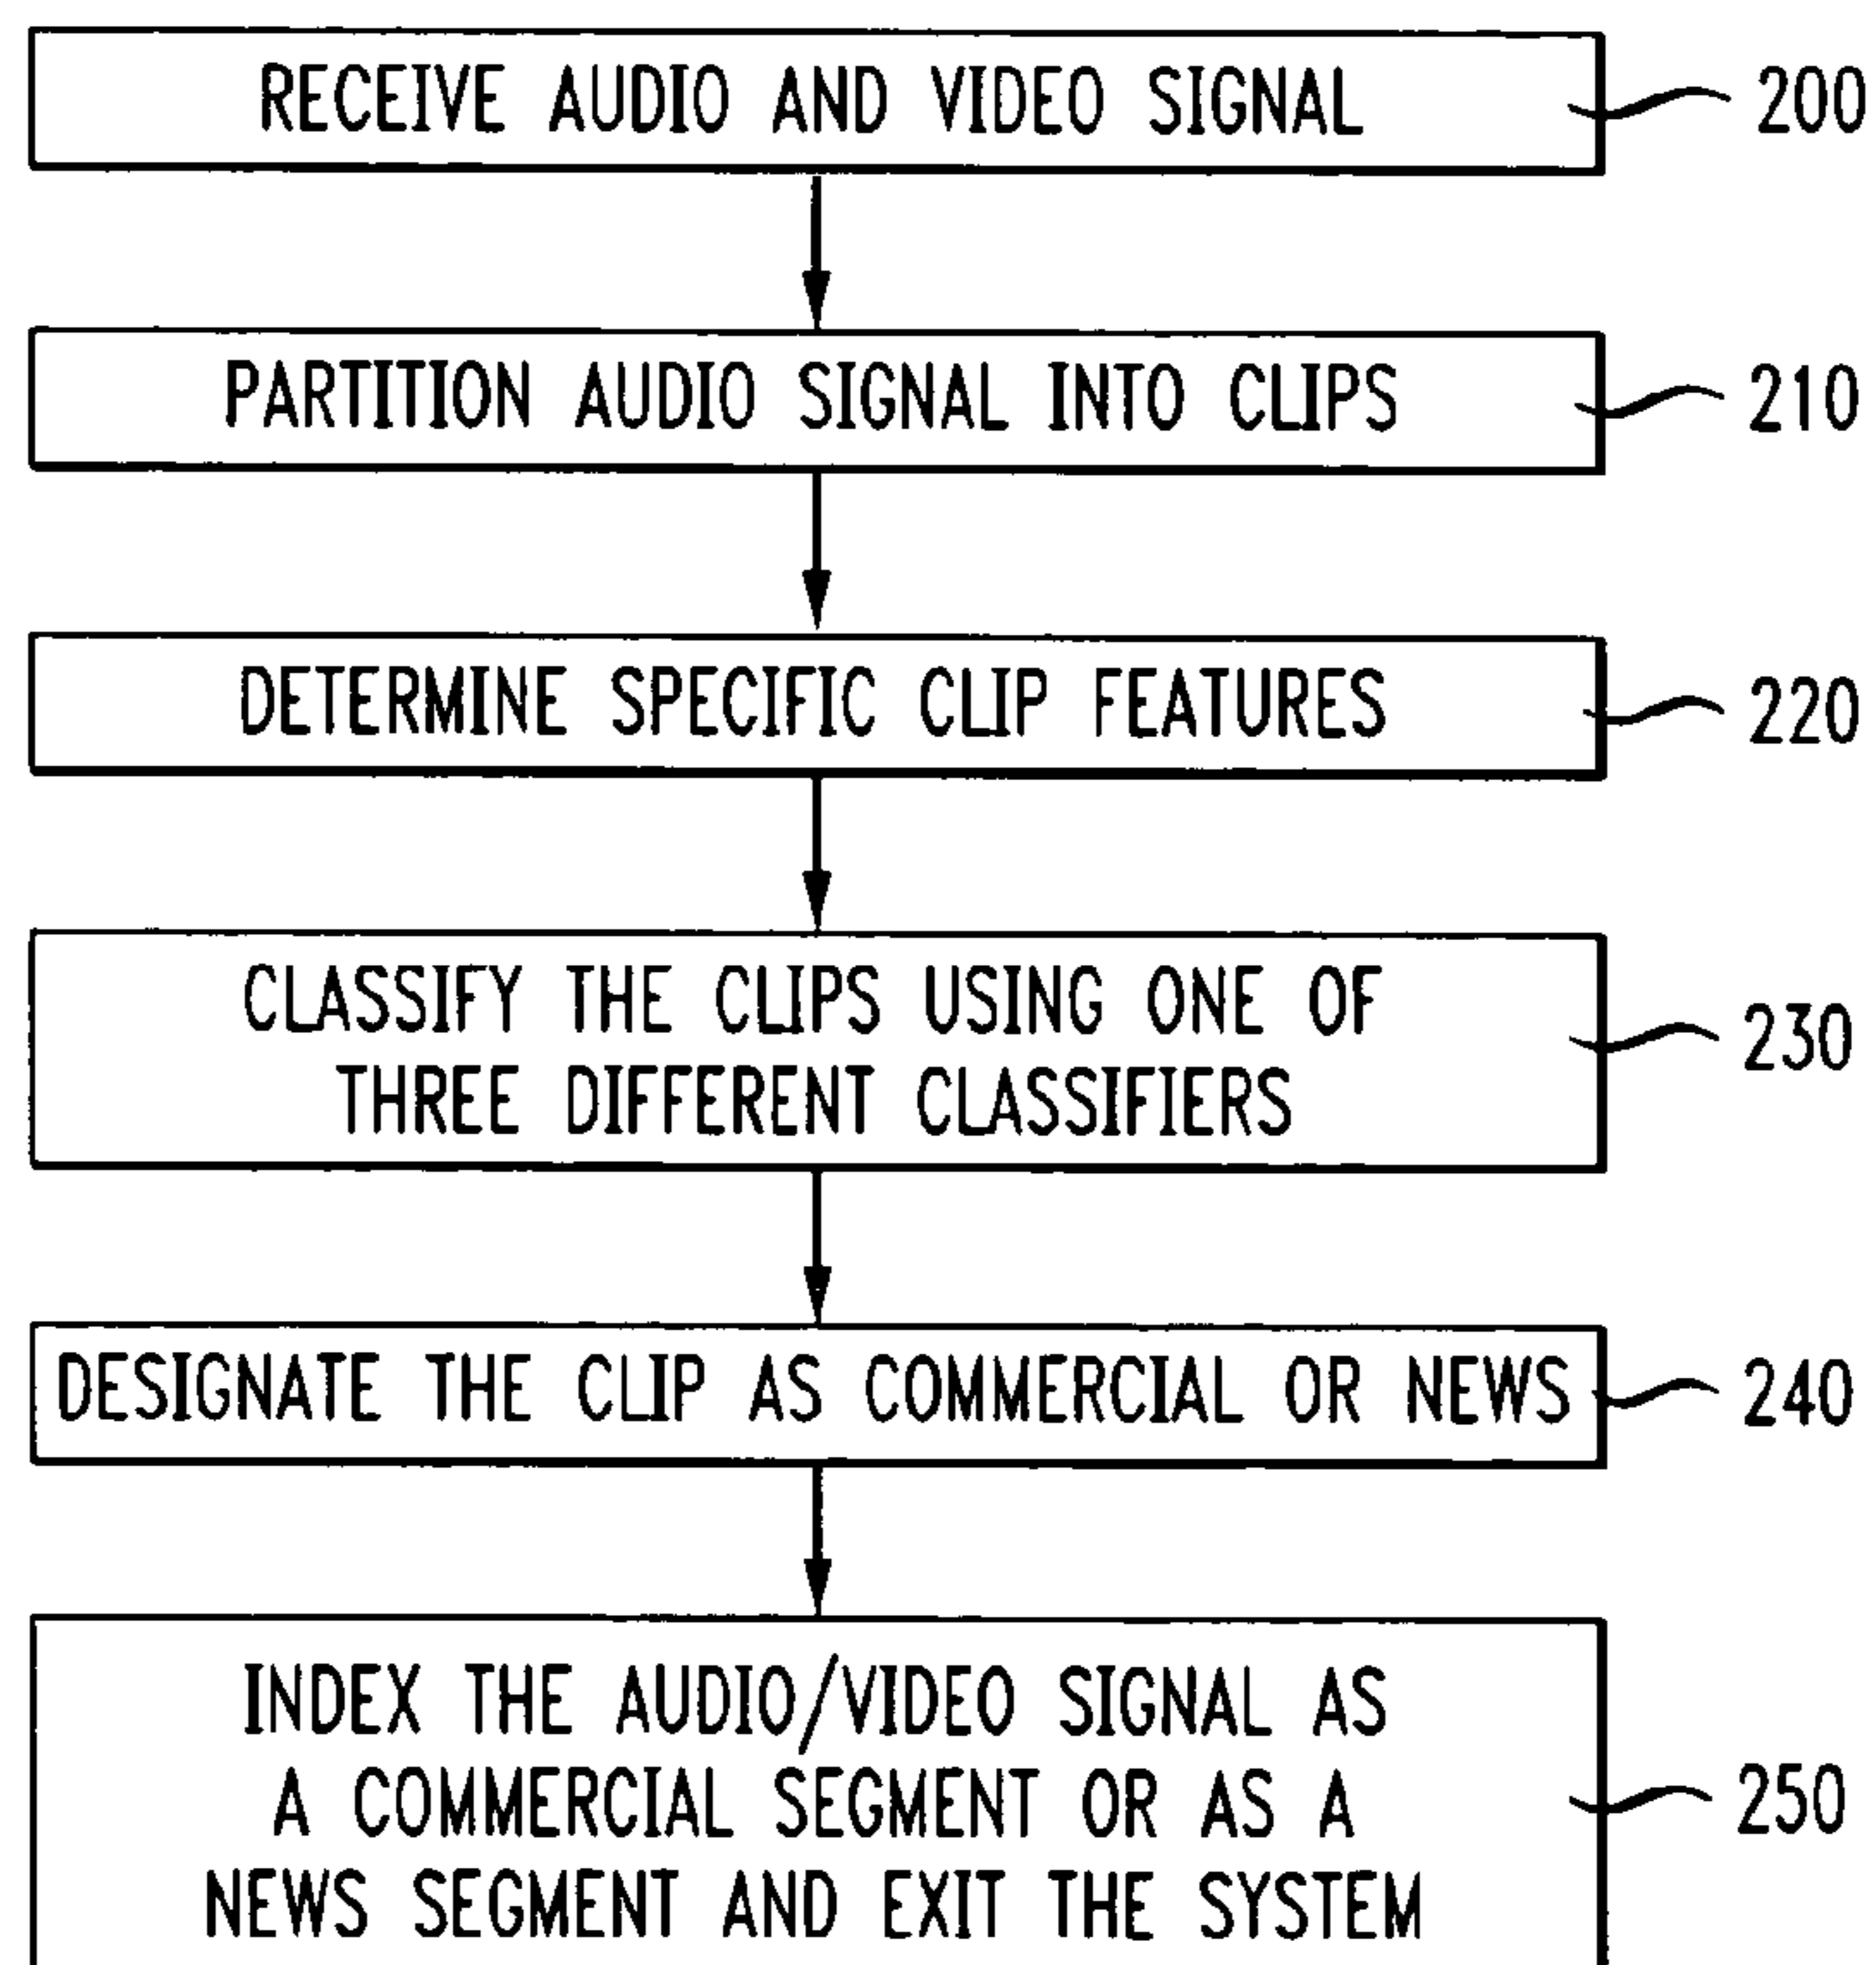 RECEIVE AUDIO AND VIDEO SIGNAL
200
PARTITION AUDIO SIGNAL INTO CLIPS
210
DETERMINE SPECIFIC CLIP FEATURES
220
CLASSIFY THE CLIPS USING ONE OF
THREE DIFFERENT CLASSIFIERS
230
DESIGNATE THE CLIP AS COMMERCIAL OR NEWS
240
INDEX THE AUDIO/VIDEO SIGNAL AS
A COMMERCIAL SEGMENT OR AS A
NEWS SEGMENT AND EXIT THE SYSTEM
250